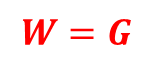 W = G